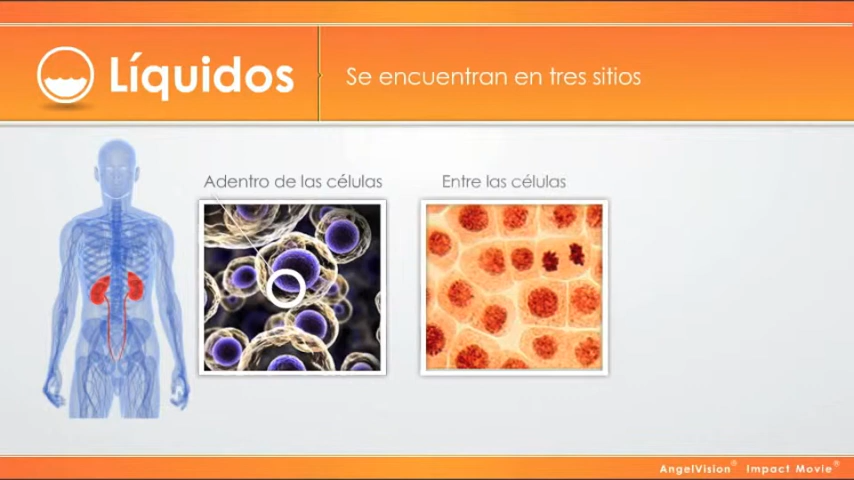 Líquidos
Se encuentran en tres sitios
Adentro de las células
Entre las células
AngelVision® Impact Movie®